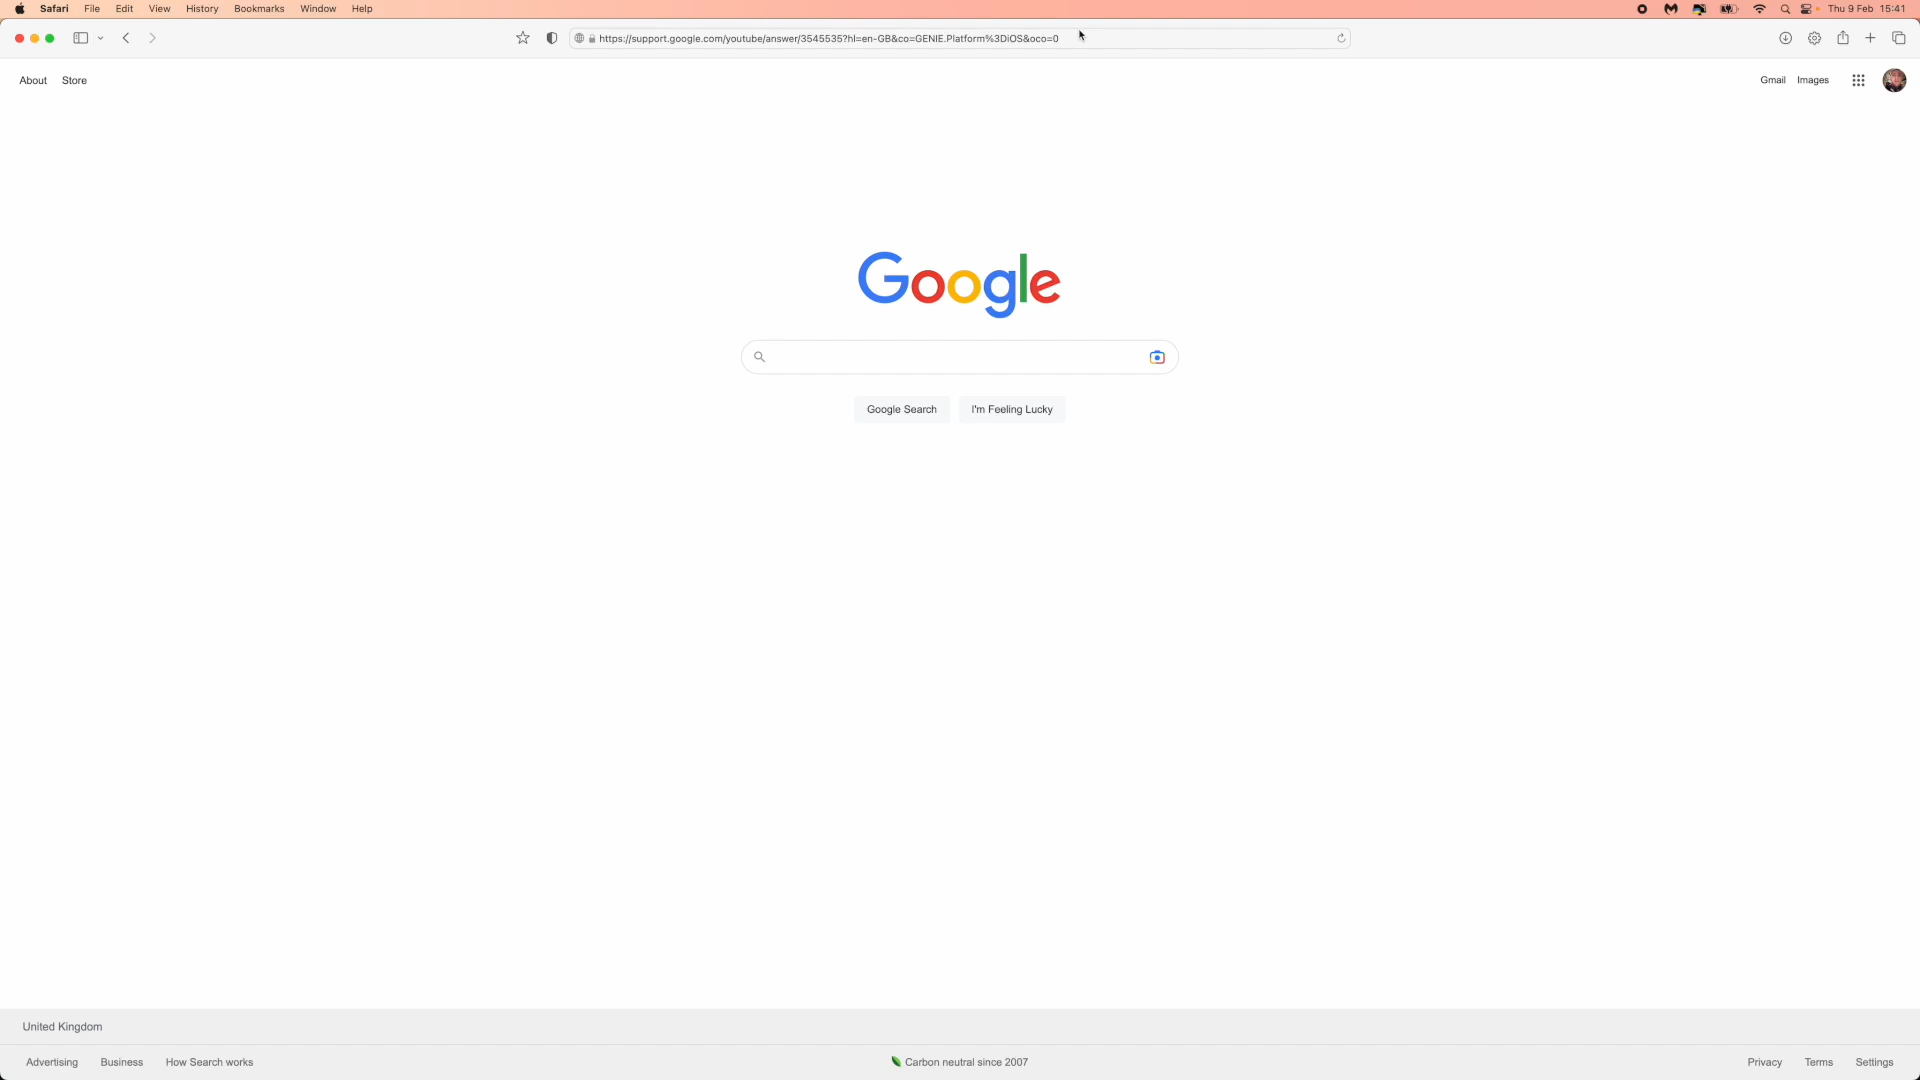 Safari File Edit View History Bookmarks Window Help Thu 9 Feb 15:41
https://support.google.com/youtube/answer/3545535?hl=en-GB&co=GENIE.Platform%3DiOS&oco=0
About Store Gmail Images
Google
Google Search I'm Feeling Lucky
United Kingdom
Advertising Business How Search works Carbon neutral since 2007 Privacy Terms Settings